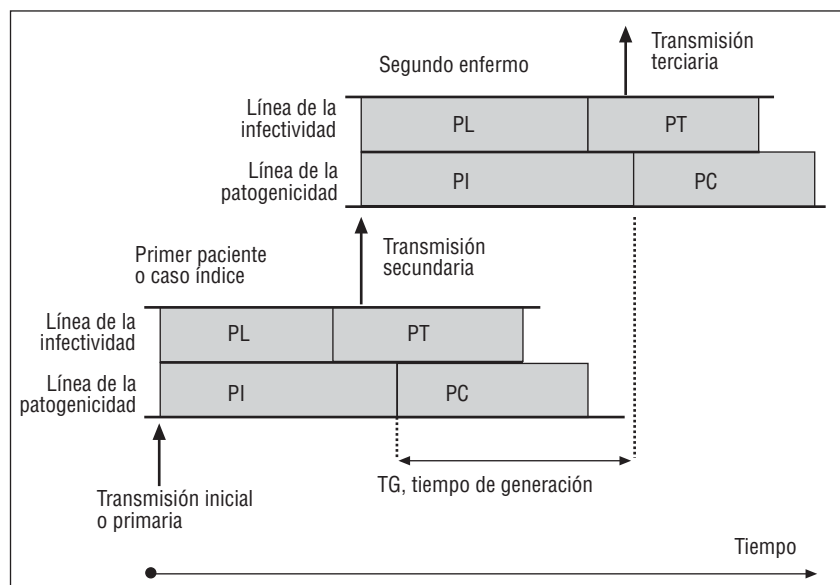 Transmisión
terciaria
Segundo enfermo
Línea de la
infectividad
PL
PT
Línea de la
patogenicidad
PI
PC
Primer paciente
o caso índice
Transmisión
secundaria
Línea de la
infectividad
PL
PT
Línea de la
patogenicidad
PI
PC
TG, tiempo de generación
Transmisión inicial
o primaria
Tiempo